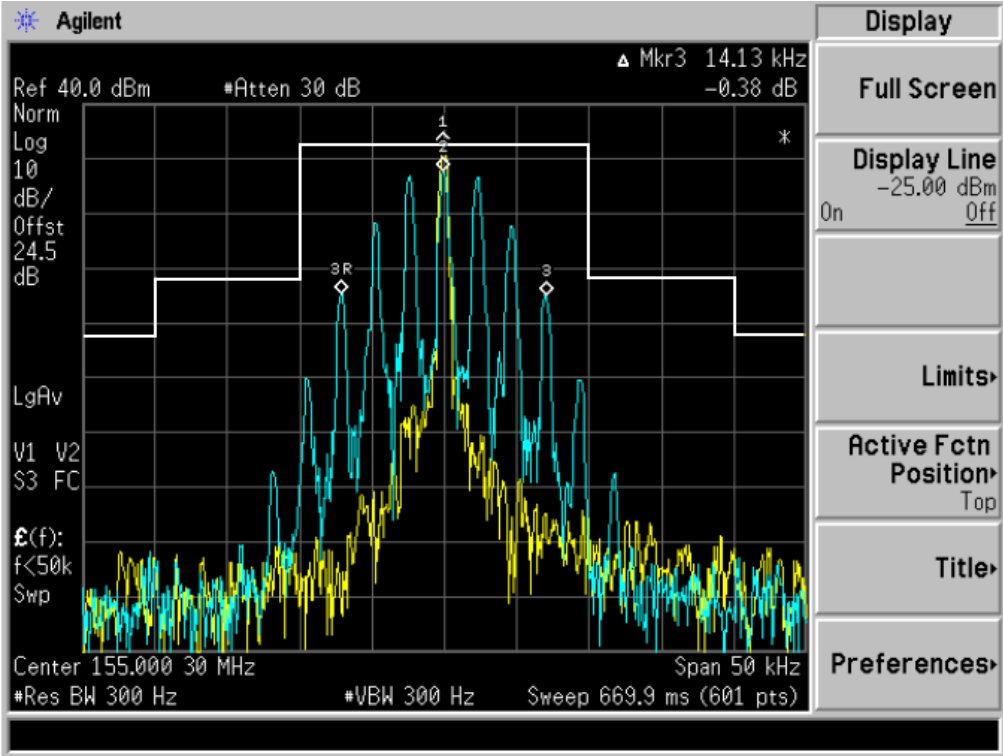 Agilent
Display
Δ Mkr3 14.13 kHz
Ref 40.0 dBm #Atten 30 dB -0.38 dB
Norm
Log
10
dB/
Offst
24.5
dB
LgAv
V1 V2
S3 FC
£(f):
f<50k
Swp
1
2
3R
3
*
Center 155.000 30 MHz Span 50 kHz
#Res BW 300 Hz #VBW 300 Hz Sweep 669.9 ms (601 pts)
Full Screen
Display Line
-25.00 dBm
On Off
Limits
Active Fctn
Position
Top
Title
Preferences